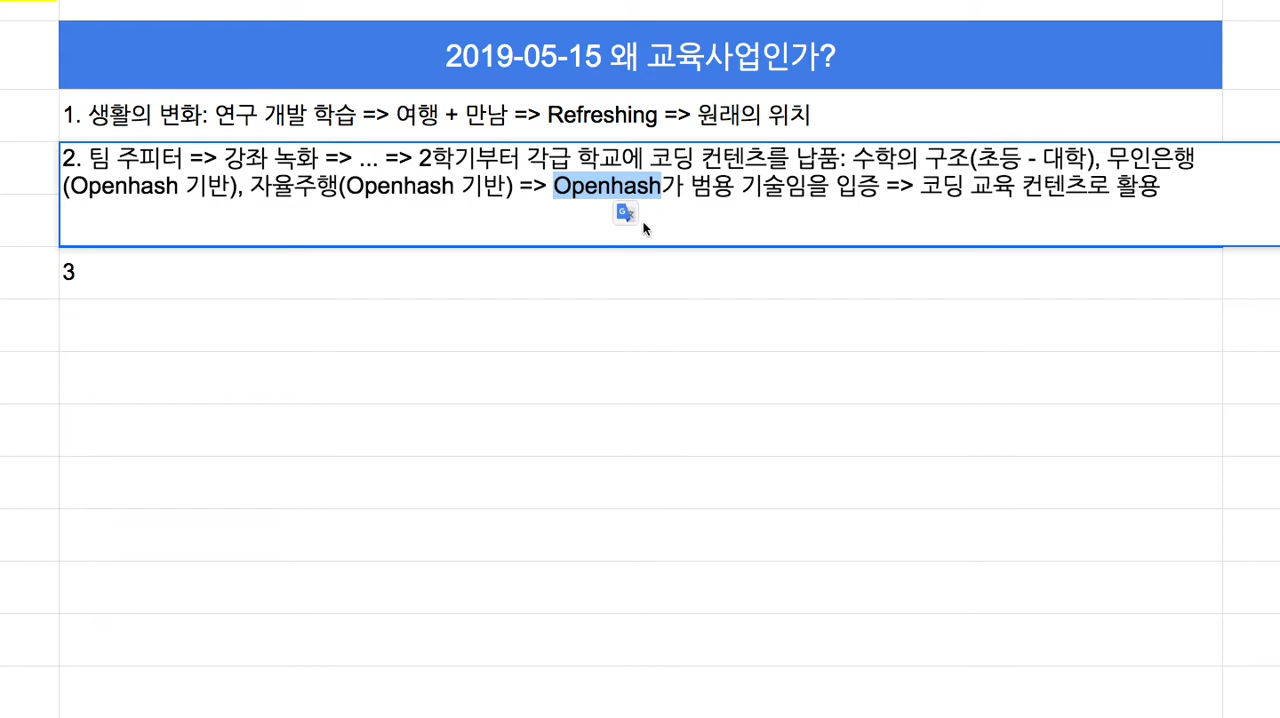 2019-05-15 왜 교육사업인가?
1. 생활의 변화: 연구 개발 학습 => 여행 + 만남 => Refreshing => 원래의 위치
2. 팀 주피터 => 강좌 녹화 => ... => 2학기부터 각급 학교에 코딩 컨텐츠를 납품: 수학의 구조(초등 - 대학), 무인은행
(Openhash 기반), 자율주행(Openhash 기반) => Openhash가 범용 기술임을 입증 => 코딩 교육 컨텐츠로 활용
3